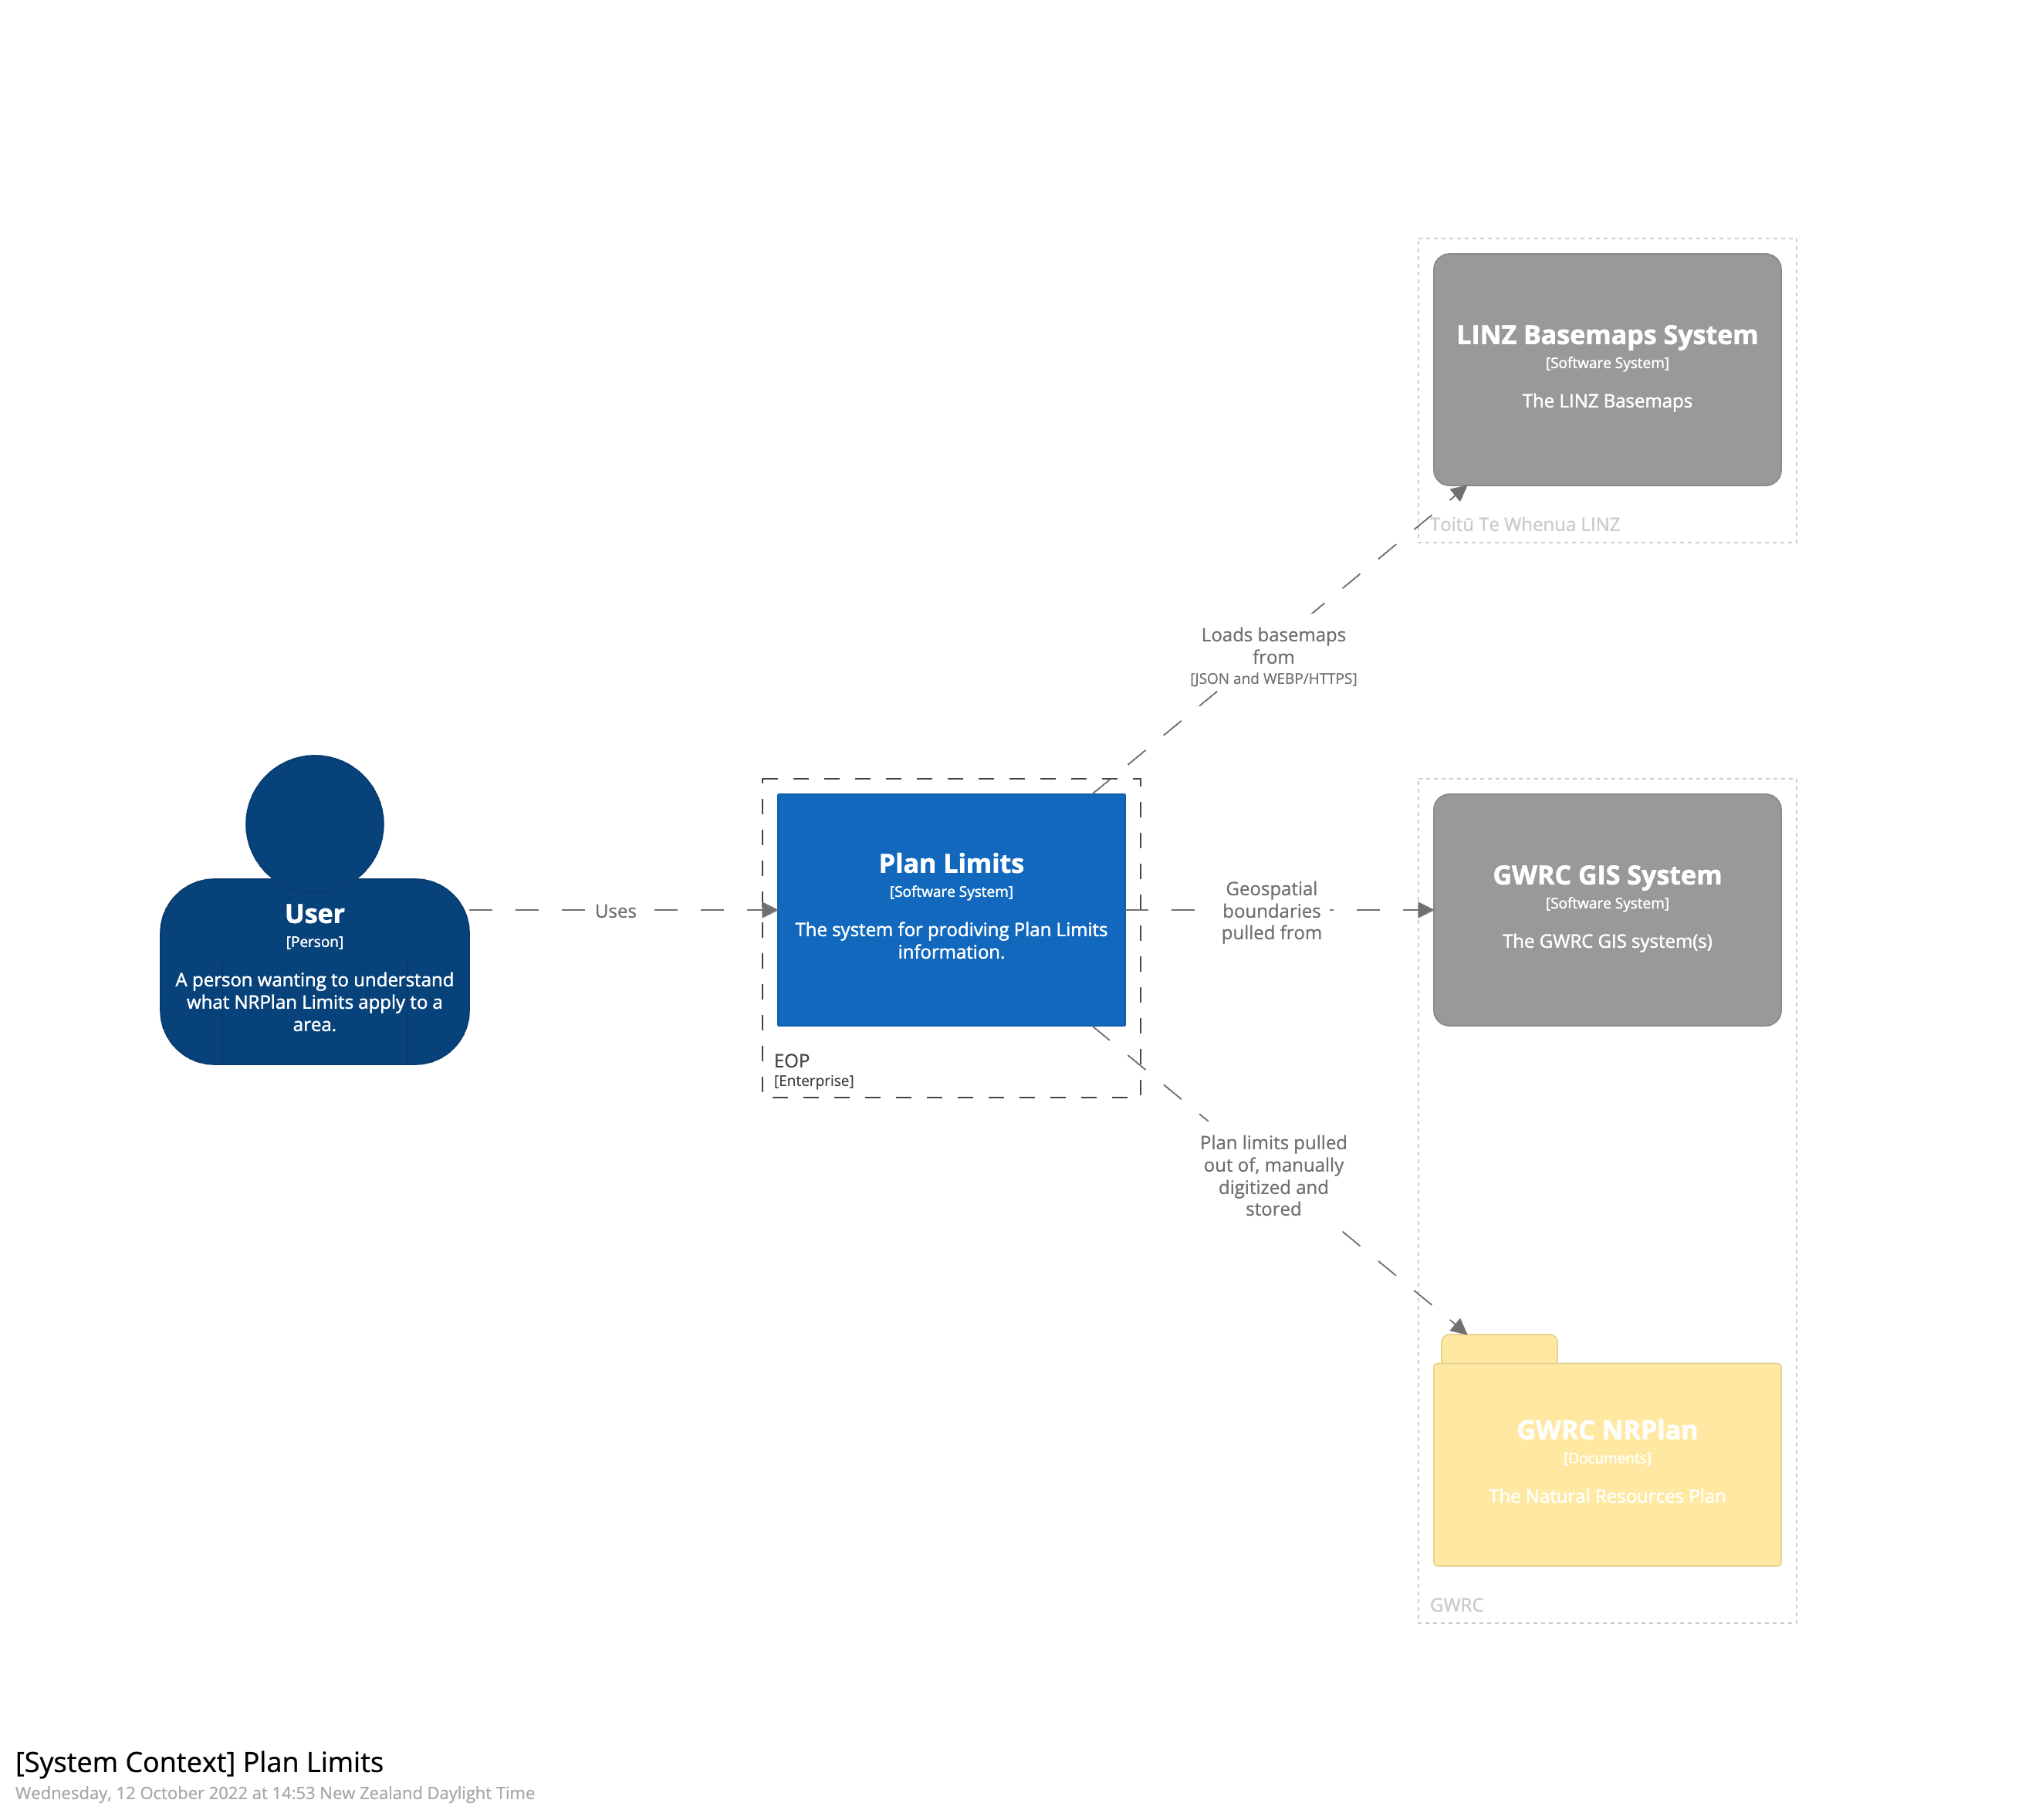 LINZ Basemaps System
[Software System]
The LINZ Basemaps
Toitū Te Whenua LINZ
Loads basemaps
from
[JSON and WEBP/HTTPS]
User
[Person]
A person wanting to understand
what NRPlan Limits apply to a
area.
Uses
Plan Limits
[Software System]
The system for prodiving Plan Limits
information.
EOP
[Enterprise]
Geospatial
boundaries
pulled from
GWRC GIS System
[Software System]
The GWRC GIS system(s)
Plan limits pulled
out of, manually
digitized and
stored
GWRC NRPlan
[Documents]
The Natural Resources Plan
GWRC
[System Context] Plan Limits
Wednesday, 12 October 2022 at 14:53 New Zealand Daylight Time